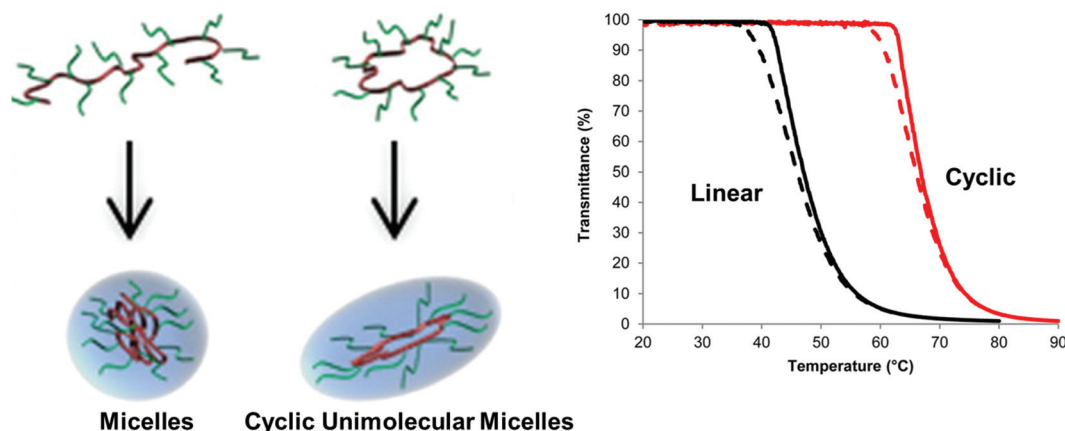 Micelles
Cyclic Unimolecular Micelles
Transmittance (%)
100
90
80
70
60
50
40
30
20
10
0
Linear
Cyclic
20 30 40 50 60 70 80 90
Temperature (°C)